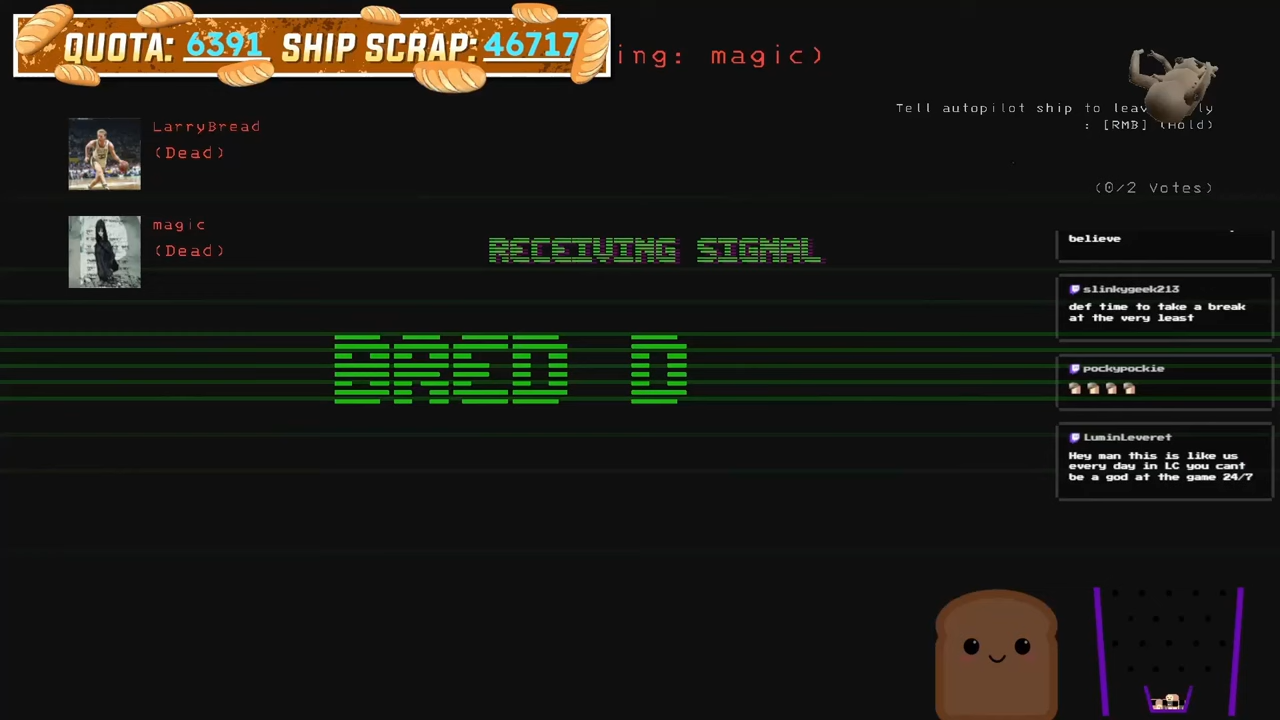 QUOTA: 6391 SHIP SCRAP: 46717
ing: magic)
Tell autopilot ship to
: [RMB] (Hold)
(0/2 Votes)
LarryBread
(Dead)
magic
(Dead)
RECEIVING SIGNAL
BRED D
believe
slinkygeek213
def time to take a break
at the very least
pockypockie
LuminLeveret
Hey man this is like us
every day in LC you cant
be a god at the game 24/7